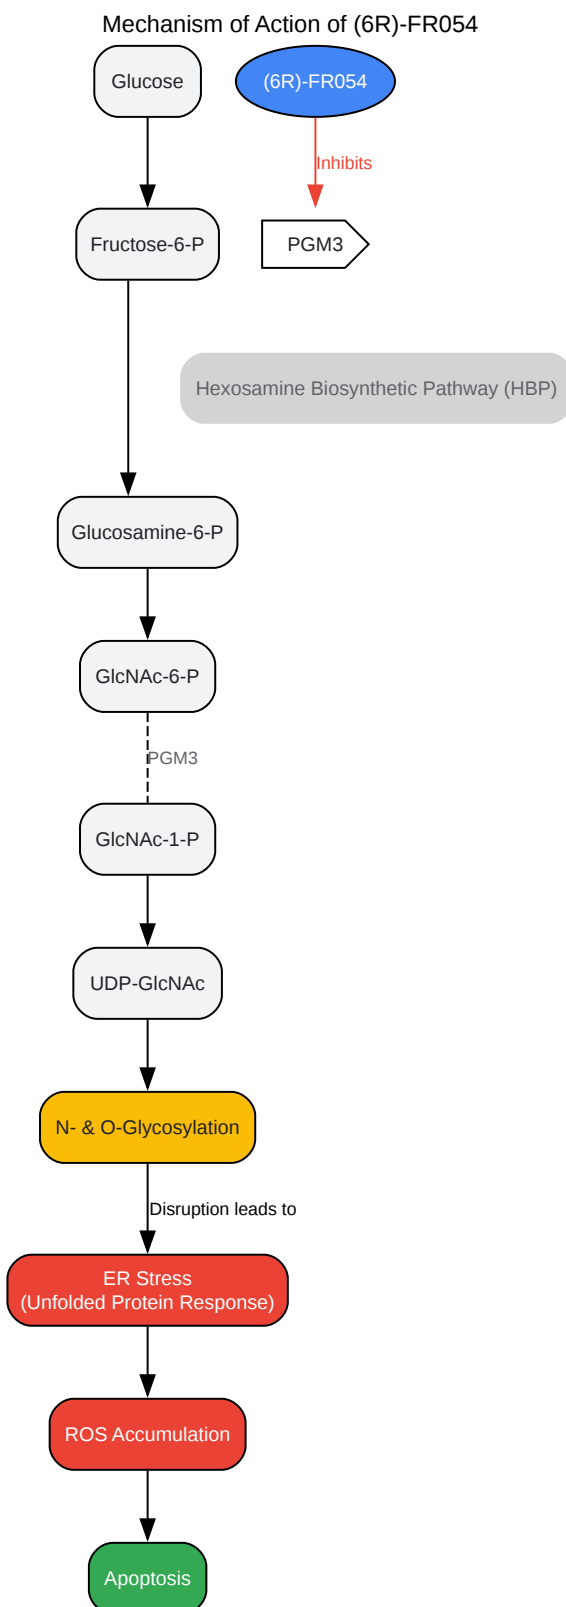 Mechanism of Action of (6R)-FR054
Glucose
(6R)-FR054
Inhibits
Fructose-6-P
PGM3
Hexosamine Biosynthetic Pathway (HBP)
Glucosamine-6-P
GlcNAc-6-P
PGM3
GlcNAc-1-P
UDP-GlcNAc
N- & O-Glycosylation
Disruption leads to
ER Stress
(Unfolded Protein Response)
ROS Accumulation
Apoptosis